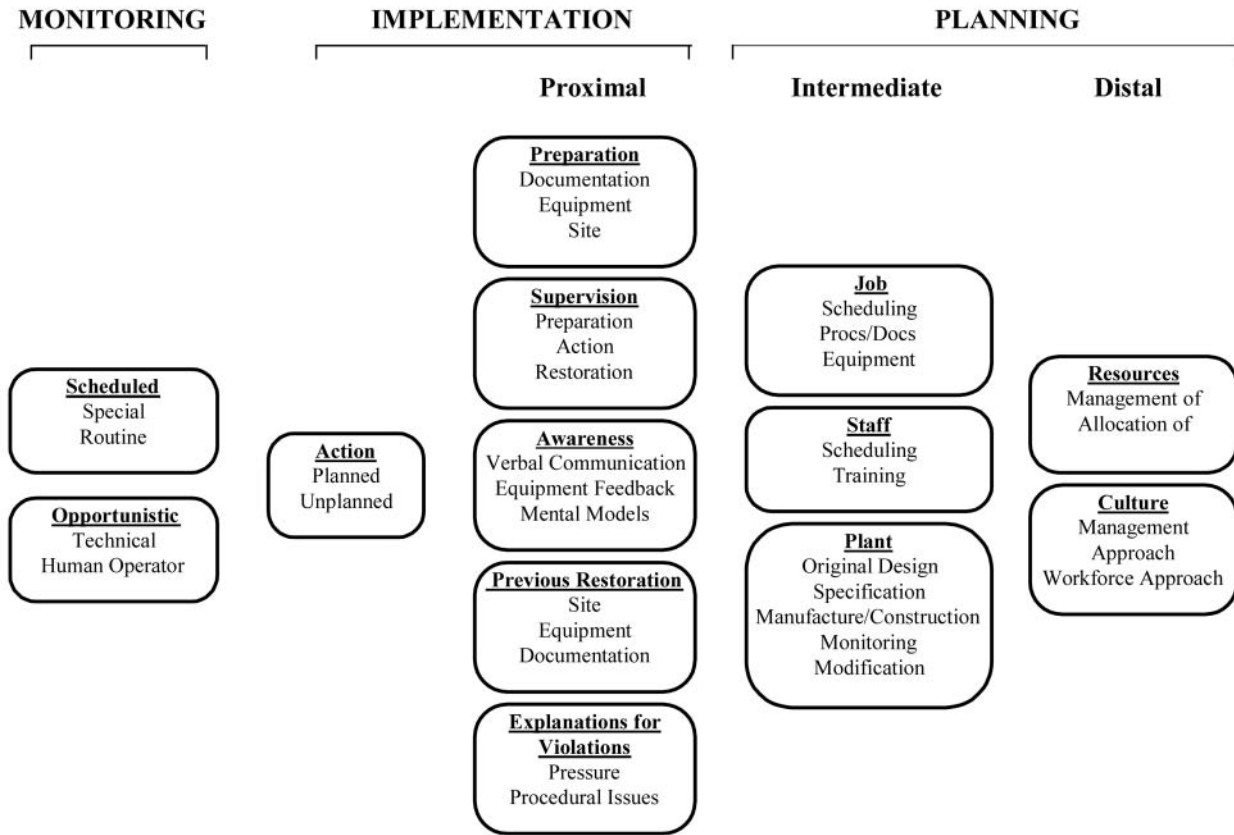 MONITORING
IMPLEMENTATION
PLANNING
Proximal
Intermediate
Distal
Scheduled
Special
Routine
Opportunistic
Technical
Human Operator
Action
Planned
Unplanned
Preparation
Documentation
Equipment
Site
Supervision
Preparation
Action
Restoration
Awareness
Verbal Communication
Equipment Feedback
Mental Models
Previous Restoration
Site
Equipment
Documentation
Explanations for
Violations
Pressure
Procedural Issues
Job
Scheduling
Procs/Docs
Equipment
Staff
Scheduling
Training
Plant
Original Design
Specification
Manufacture/Construction
Monitoring
Modification
Resources
Management of
Allocation of
Culture
Management
Approach
Workforce Approach